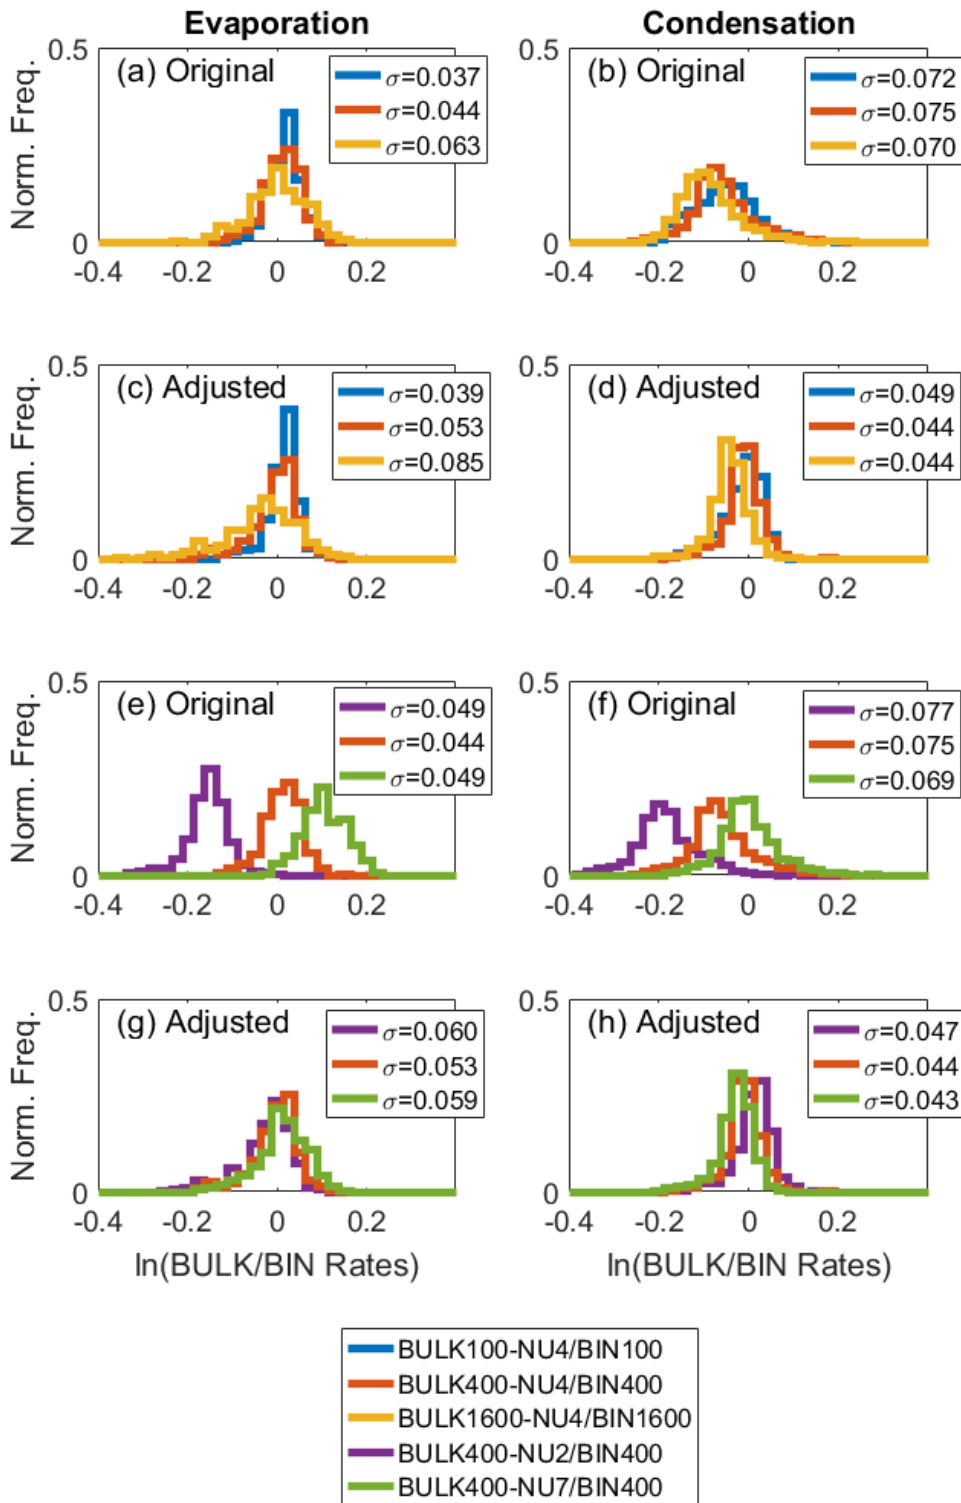 Evaporation
Condensation
Norm. Freq.
0.5
(a) Original
σ=0.037
σ=0.044
σ=0.063
0
-0.4 -0.2 0 0.2
0.5
(b) Original
σ=0.072
σ=0.075
σ=0.070
0
-0.4 -0.2 0 0.2
Norm. Freq.
0.5
(c) Adjusted
σ=0.039
σ=0.053
σ=0.085
0
-0.4 -0.2 0 0.2
0.5
(d) Adjusted
σ=0.049
σ=0.044
σ=0.044
0
-0.4 -0.2 0 0.2
Norm. Freq.
0.5
(e) Original
σ=0.049
σ=0.044
σ=0.049
0
-0.4 -0.2 0 0.2
0.5
(f) Original
σ=0.077
σ=0.075
σ=0.069
0
-0.4 -0.2 0 0.2
Norm. Freq.
0.5
(g) Adjusted
σ=0.060
σ=0.053
σ=0.059
0
-0.4 -0.2 0 0.2
ln(BULK/BIN Rates)
0.5
(h) Adjusted
σ=0.047
σ=0.044
σ=0.043
0
-0.4 -0.2 0 0.2
ln(BULK/BIN Rates)
BULK100-NU4/BIN100
BULK400-NU4/BIN400
BULK1600-NU4/BIN1600
BULK400-NU2/BIN400
BULK400-NU7/BIN400